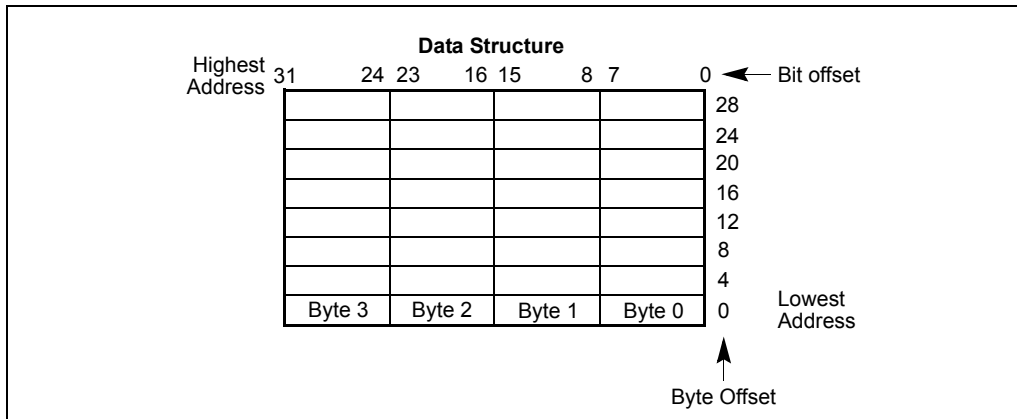 Data Structure
Highest
Address
31 24 23 16 15 8 7 0
Bit offset
28
24
20
16
12
8
4
Byte 3 Byte 2 Byte 1 Byte 0 0
Lowest
Address
Byte Offset